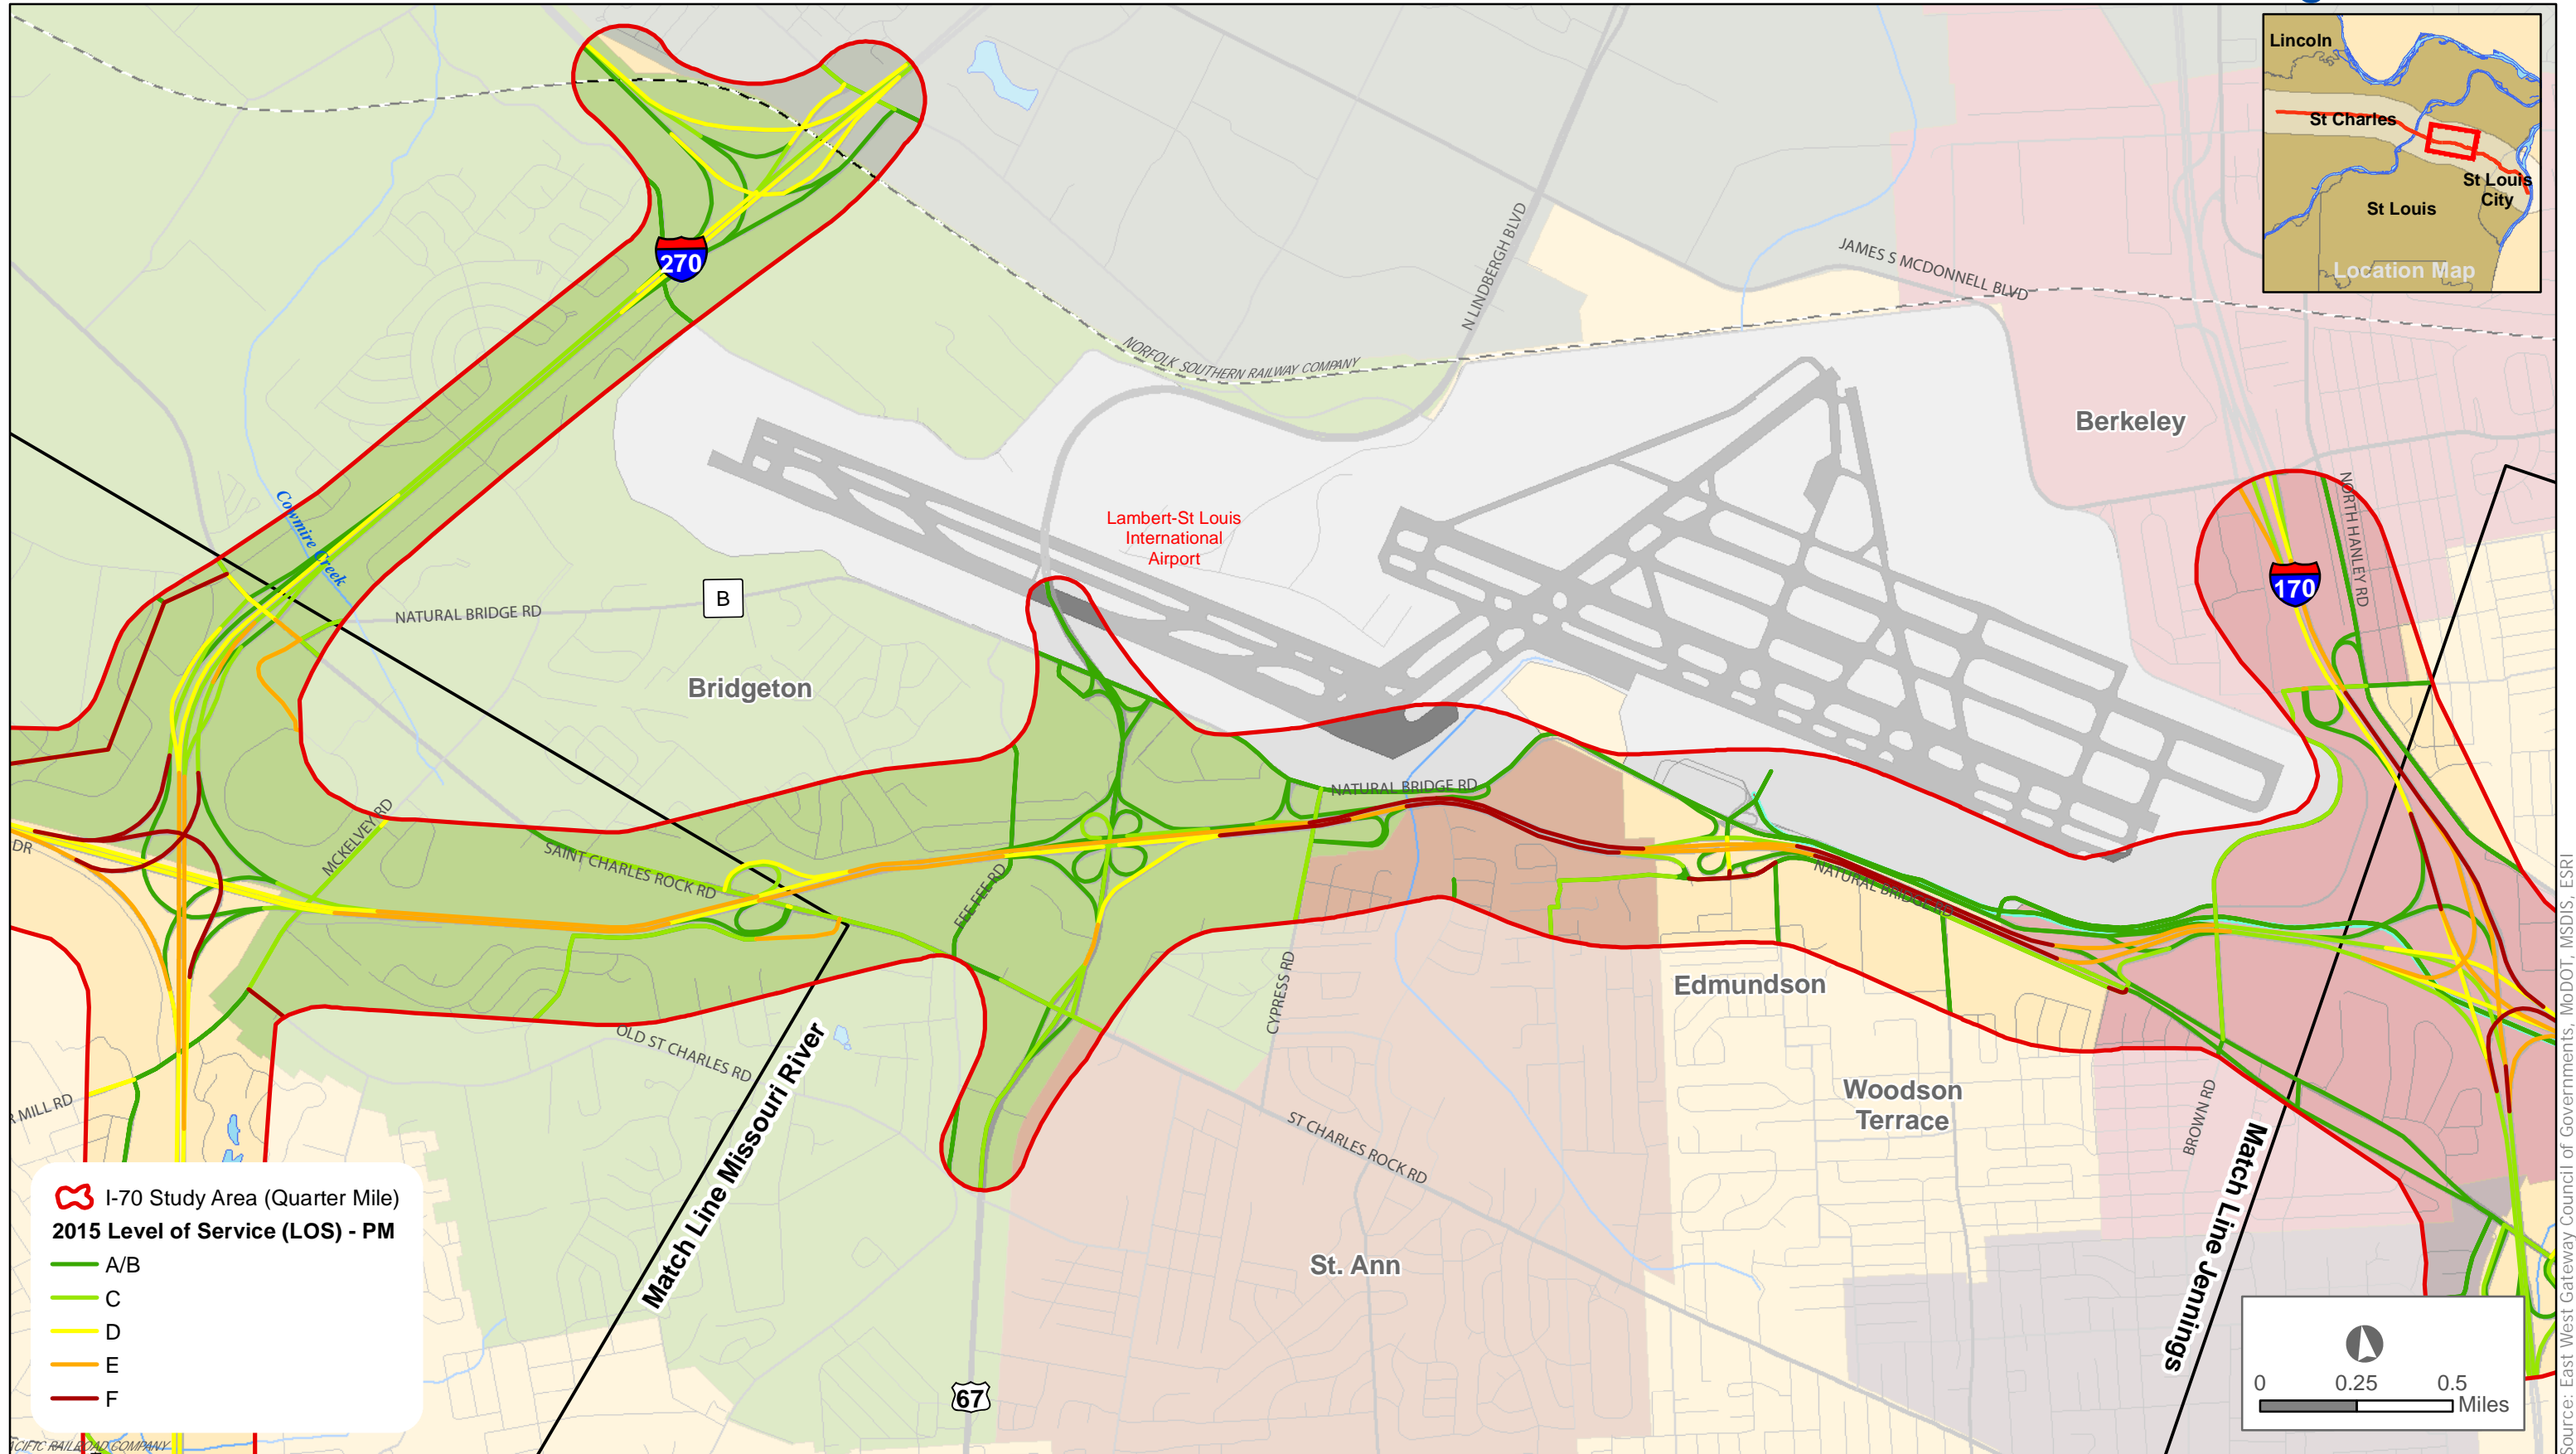 Lincoln
St Charles
St Louis
City
St Louis
Location Map
270
N LINDBERGH BLVD
JAMES S MCDONNELL BLVD
NORFOLK SOUTHERN RAILWAY COMPANY
Berkeley
NORTH HANLEY RD
170
Lambert-St Louis
International
Airport
Cowmire Creek
NATURAL BRIDGE RD
B
Bridgeton
NATURAL BRIDGE RD
MCKELVEY RD
DR
SAINT CHARLES ROCK RD
FEE FEE RD
NATURAL BRIDGE RD
CYPRESS RD
Edmundson
OLD ST CHARLES RD
Woodson
Terrace
BROWN RD
R MILL RD
ST CHARLES ROCK RD
Match Line Missouri River
Match Line Jennings
St. Ann
67
I-70 Study Area (Quarter Mile)
2015 Level of Service (LOS) - PM
A/B
C
D
E
F
ACIFIC RAILROAD COMPANY
0 0.25 0.5
Miles
Source: East West Gateway Council of Governments, MoDOT, MSDIS, ESRI